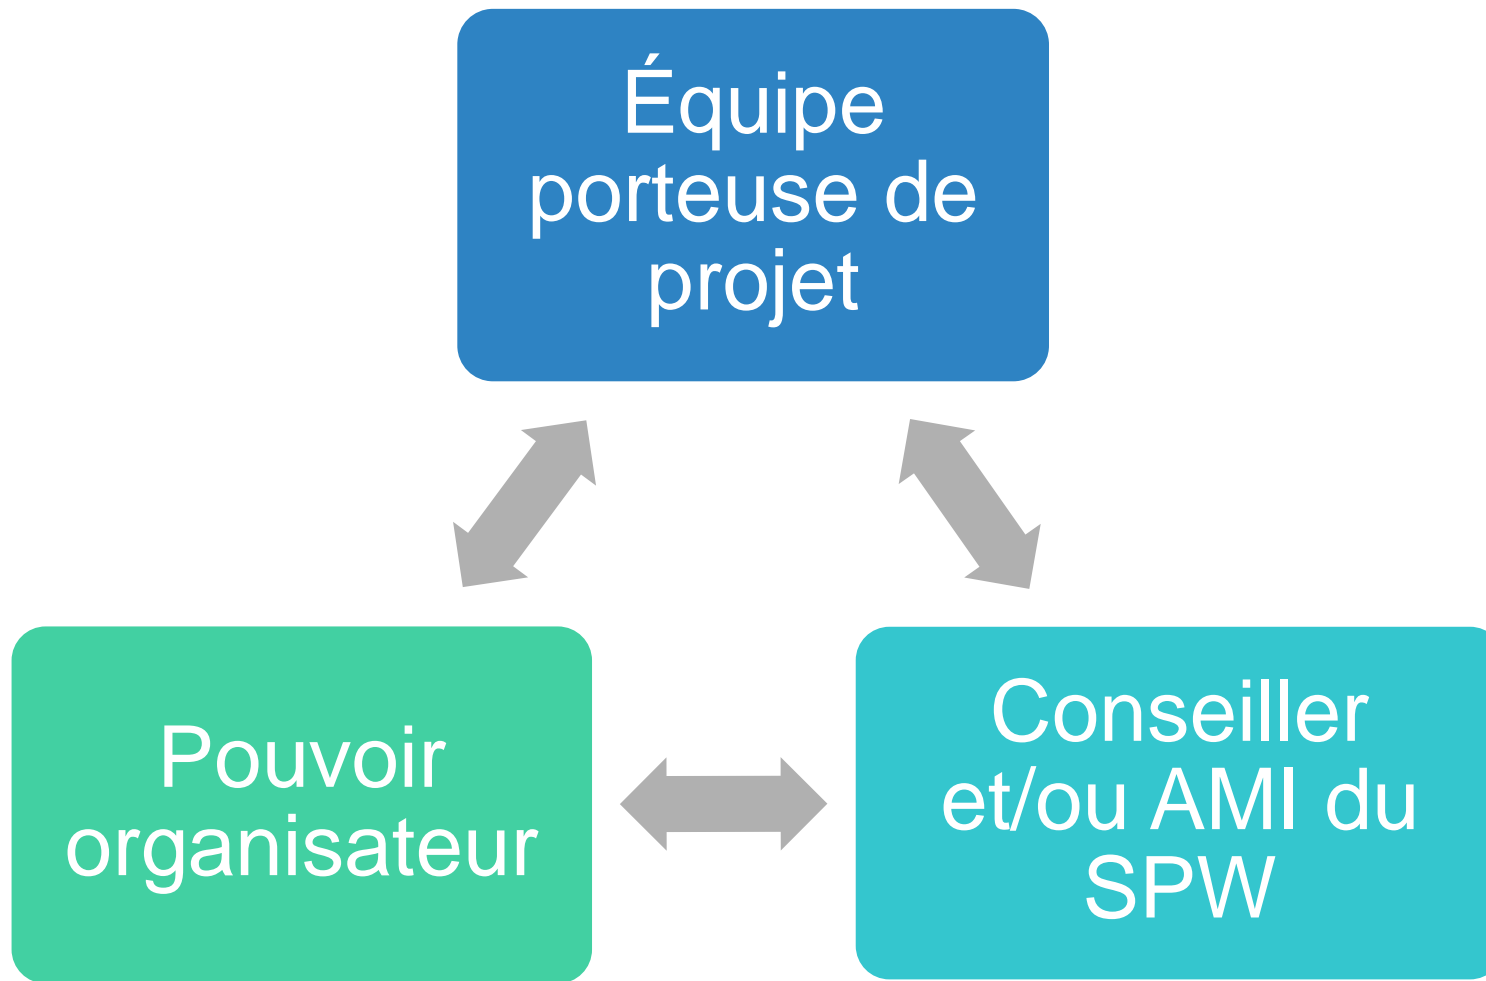 Équipe
porteuse de
projet
Pouvoir
organisateur
Conseiller
et/ou AMI du
SPW